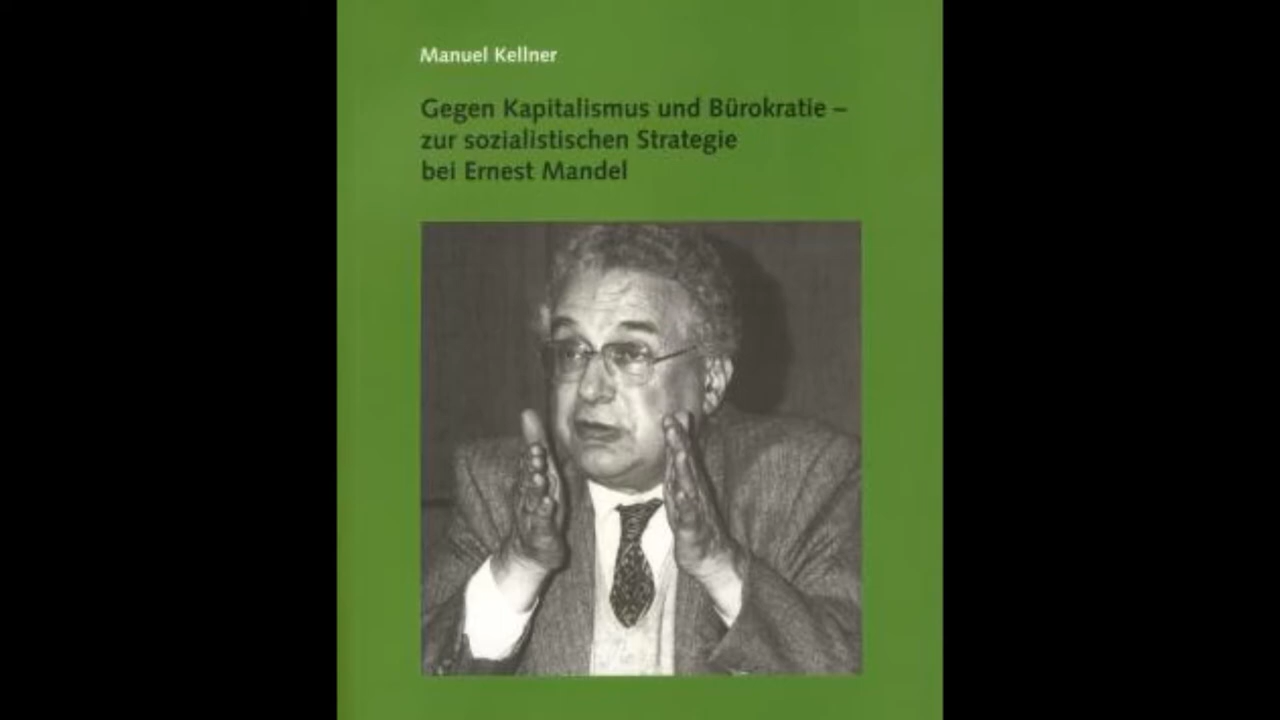 Manuel Kellner
Gegen Kapitalismus und Bürokratie –
zur sozialistischen Strategie
bei Ernest Mandel